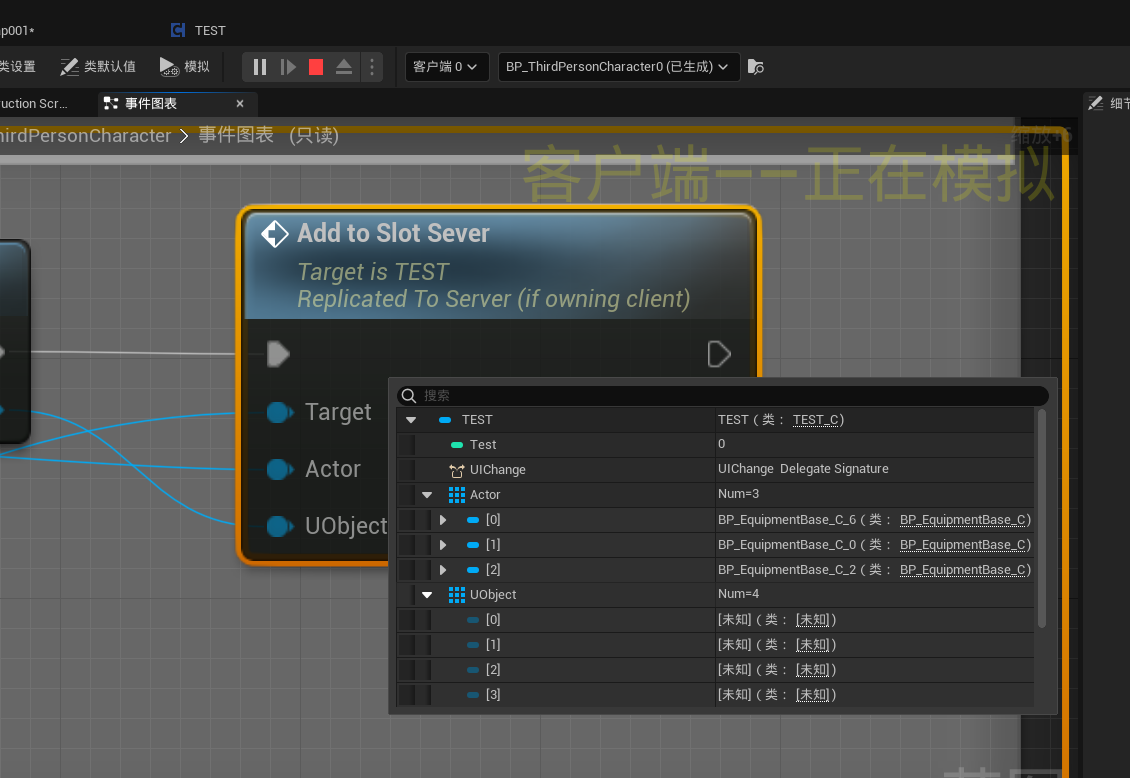 p001*
TEST
类设置
类默认值
模拟
客户端 0
BP_ThirdPersonCharacter0 (已生成)
uction Scr...
事件图表
细节
hirdPersonCharacter
事件图表
(只读)
缩放+5
客户端——正在模拟
Add to Slot Sever
Target is TEST
Replicated To Server (if owning client)
Target
Actor
UObject
搜索
TEST
TEST (类： TEST_C)
Test
0
UIChange
UIChange Delegate Signature
Actor
Num=3
[0]
BP_EquipmentBase_C_6 (类： BP_EquipmentBase_C)
[1]
BP_EquipmentBase_C_0 (类： BP_EquipmentBase_C)
[2]
BP_EquipmentBase_C_2 (类： BP_EquipmentBase_C)
UObject
Num=4
[0]
[未知] (类： [未知])
[1]
[未知] (类： [未知])
[2]
[未知] (类： [未知])
[3]
[未知] (类： [未知])